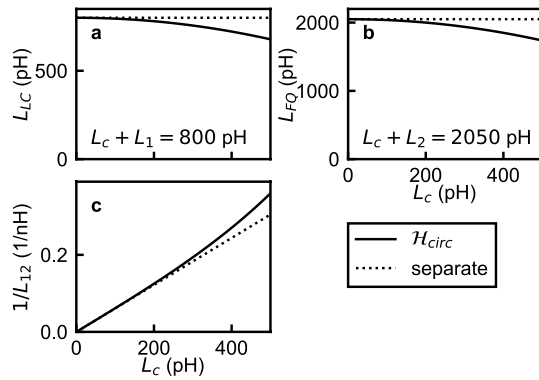 a
500
0
L_LC (pH)
L_c + L_1 = 800 pH
b
2000
1000
0
L_FQ (pH)
L_c + L_2 = 2050 pH
0 200 400
L_c (pH)
c
0.2
0.0
1/L_12 (1/nH)
0 200 400
L_c (pH)
ℋ_circ
separate